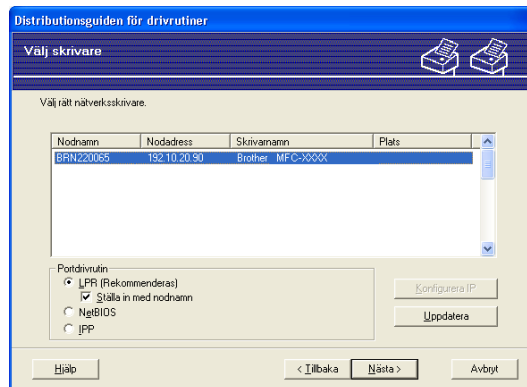 Distributionsguiden för drivrutiner
Välj skrivare
Välj rätt nätverksskrivare.
Nodnamn Nodadress Skrivarnamn Plats
BRN220065 192.10.20.90 Brother MFC-XXXX
Portdrivrutin
LPR (Rekommenderas)
Ställa in med nodnamn
NetBIOS
IPP
Konfigurera IP
Uppdatera
Hjälp < Tillbaka Nästa > Avbryt